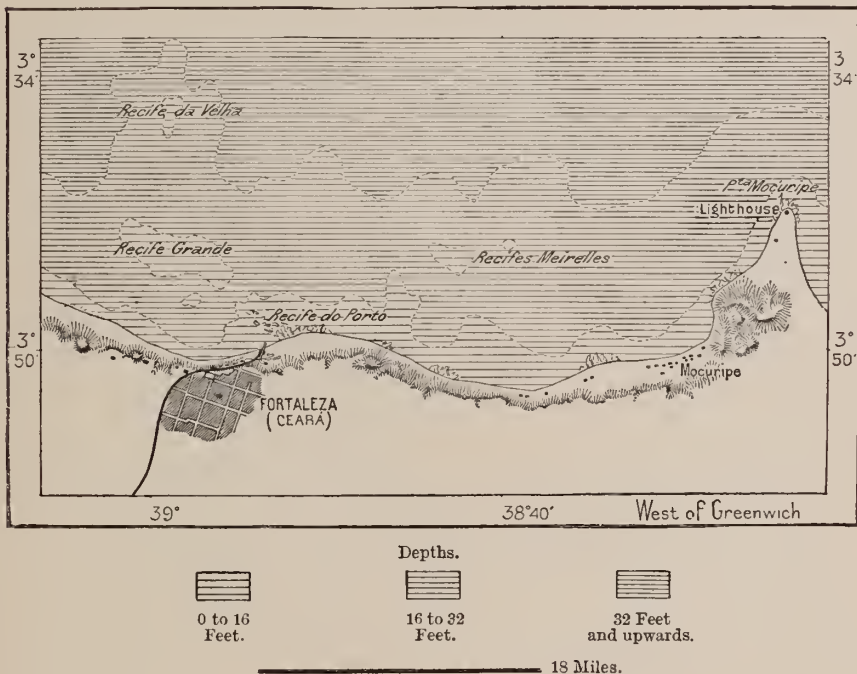 3°
34'
3
34'
Recife da Velha
Pta Mocuripe
Lighthouse
Recife Grande
Recifes Meirelles
Recife do Porto
3°
50'
3°
50'
Mocuripe
FORTALEZA
(CEARÁ)
39°
38°40'
West of Greenwich
Depths.
0 to 16
Feet.
16 to 32
Feet.
32 Feet
and upwards.
18 Miles.